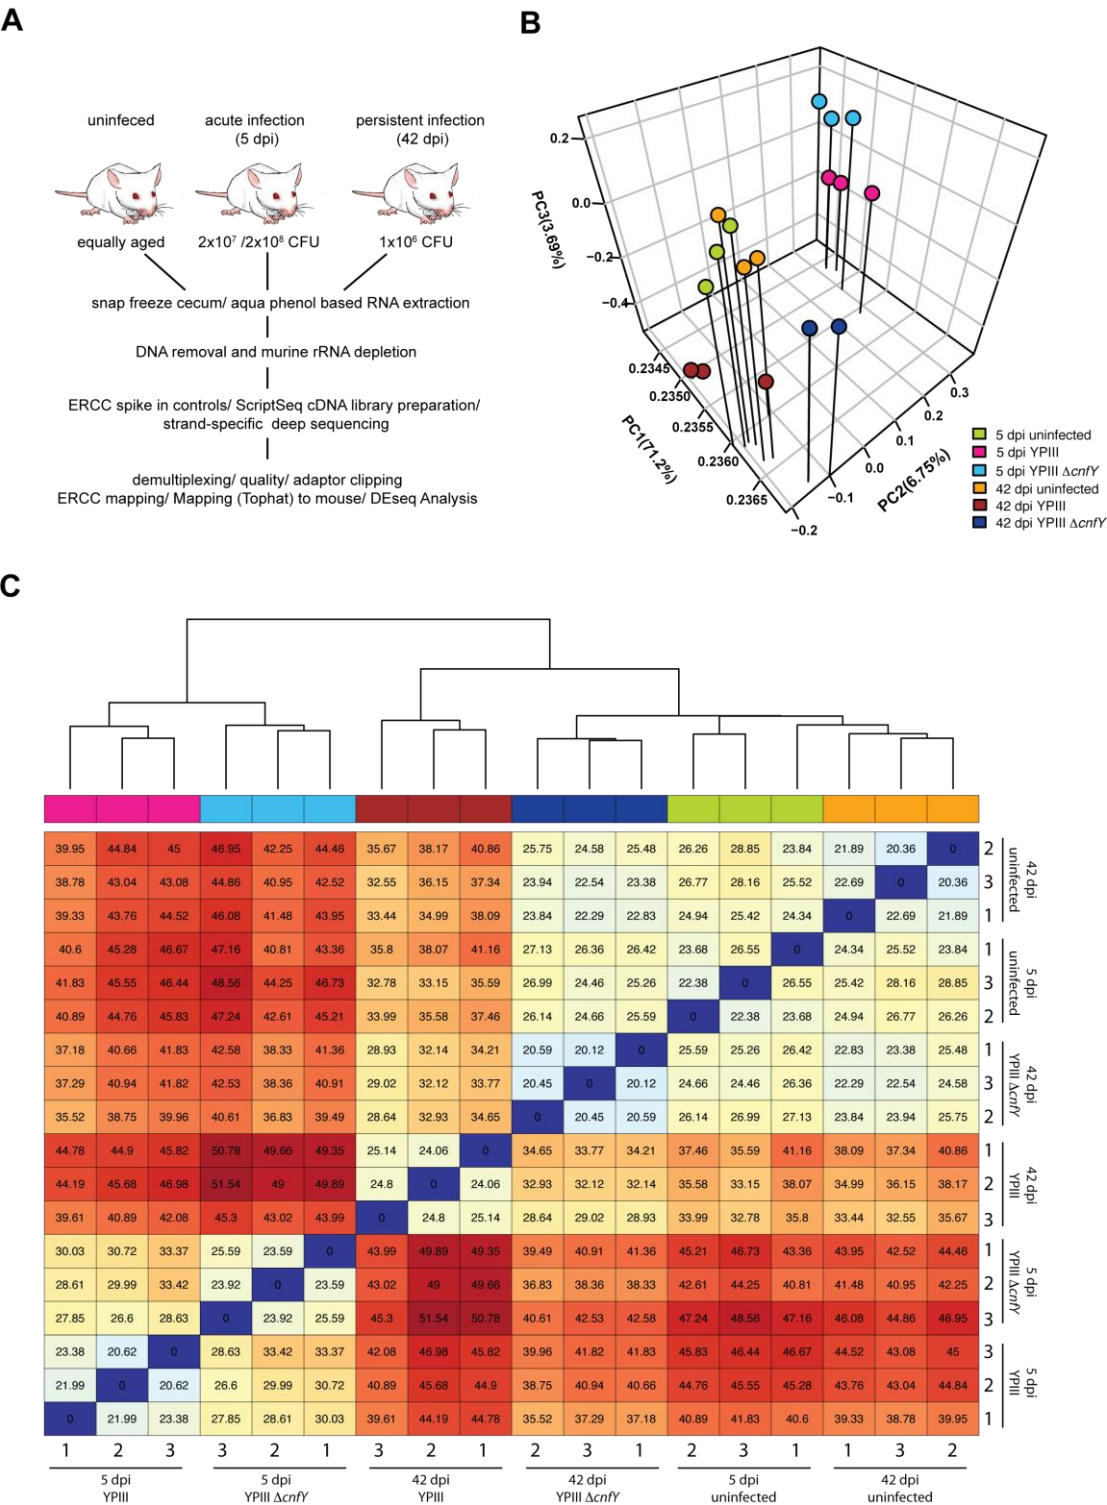 A
uninfeced
acute infection
(5 dpi)
persistent infection
(42 dpi)
equally aged
2x10⁷ /2x10⁸ CFU
1x10⁶ CFU
snap freeze cecum/ aqua phenol based RNA extraction
DNA removal and murine rRNA depletion
ERCC spike in controls/ ScriptSeq cDNA library preparation/
strand-specific deep sequencing
demultiplexing/ quality/ adaptor clipping
ERCC mapping/ Mapping (Tophat) to mouse/ DEseq Analysis
B
PC3(3.69%)
0.2
0.0
−0.2
−0.4
PC1(71.2%)
0.2345
0.2350
0.2355
0.2360
0.2365
PC2(6.75%)
−0.2
−0.1
0.0
0.1
0.2
0.3
5 dpi uninfected
5 dpi YPIII
5 dpi YPIII ΔcnfY
42 dpi uninfected
42 dpi YPIII
42 dpi YPIII ΔcnfY
C
39.95 44.84 45 46.95 42.25 44.46 35.67 38.17 40.86 25.75 24.58 25.48 26.26 28.85 23.84 21.89 20.36 0 2
38.78 43.04 43.08 44.86 40.95 42.52 32.55 36.15 37.34 23.94 22.54 23.38 26.77 28.16 25.52 22.69 0 20.36 3
39.33 43.76 44.52 46.08 41.48 43.95 33.44 34.99 38.09 23.84 22.29 22.83 24.94 25.42 24.34 0 22.69 21.89 1
42 dpi
uninfected
40.6 45.28 46.67 47.16 40.81 43.36 35.8 38.07 41.16 27.13 26.36 26.42 23.68 26.55 0 24.34 25.52 23.84 1
41.83 45.55 46.44 48.56 44.25 46.73 32.78 33.15 35.59 26.99 24.46 25.26 22.38 0 26.55 25.42 28.16 28.85 3
40.89 44.76 45.83 47.24 42.61 45.21 33.99 35.58 37.46 26.14 24.66 25.59 0 22.38 23.68 24.94 26.77 26.26 2
5 dpi
uninfected
37.18 40.66 41.83 42.58 38.33 41.36 28.93 32.14 34.21 20.59 20.12 0 25.59 25.26 26.42 22.83 23.38 25.48 1
37.29 40.94 41.82 42.53 38.36 40.91 29.02 32.12 33.77 20.45 0 20.12 24.66 24.46 26.36 22.29 22.54 24.58 3
35.52 38.75 39.96 40.61 36.83 39.49 28.64 32.93 34.65 0 20.45 20.59 26.14 26.99 27.13 23.84 23.94 25.75 2
42 dpi
YPIII ΔcnfY
44.78 44.9 45.82 50.78 49.66 49.35 25.14 24.06 0 34.65 33.77 34.21 37.46 35.59 41.16 38.09 37.34 40.86 1
44.19 45.68 46.98 51.54 49 49.89 24.8 0 24.06 32.93 32.12 32.14 35.58 33.15 38.07 34.99 36.15 38.17 2
39.61 40.89 42.08 45.3 43.02 43.99 0 24.8 25.14 28.64 29.02 28.93 33.99 32.78 35.8 33.44 32.55 35.67 3
42 dpi
YPIII
30.03 30.72 33.37 25.59 23.59 0 43.99 49.89 49.35 39.49 40.91 41.36 45.21 46.73 43.36 43.95 42.52 44.46 1
28.61 29.99 33.42 23.92 0 23.59 43.02 49 49.66 36.83 38.36 38.33 42.61 44.25 40.81 41.48 40.95 42.25 2
27.85 26.6 28.63 0 23.92 25.59 45.3 51.54 50.78 40.61 42.53 42.58 47.24 48.56 47.16 46.08 44.86 46.95 3
5 dpi
YPIII ΔcnfY
23.38 20.62 0 28.63 33.42 33.37 42.08 46.98 45.82 39.96 41.82 41.83 45.83 46.44 46.67 44.52 43.08 45 3
21.99 0 20.62 26.6 29.99 30.72 40.89 45.68 44.9 38.75 40.94 40.66 44.76 45.55 45.28 43.76 43.04 44.84 2
0 21.99 23.38 27.85 28.61 30.03 39.61 44.19 44.78 35.52 37.29 37.18 40.89 41.83 40.6 39.33 38.78 39.95 1
5 dpi
YPIII
1 2 3 3 2 1 3 2 1 2 3 1 2 3 1 1 3 2
5 dpi 5 dpi 42 dpi 42 dpi 5 dpi 42 dpi
YPIII YPIII ΔcnfY YPIII YPIII ΔcnfY uninfected uninfected